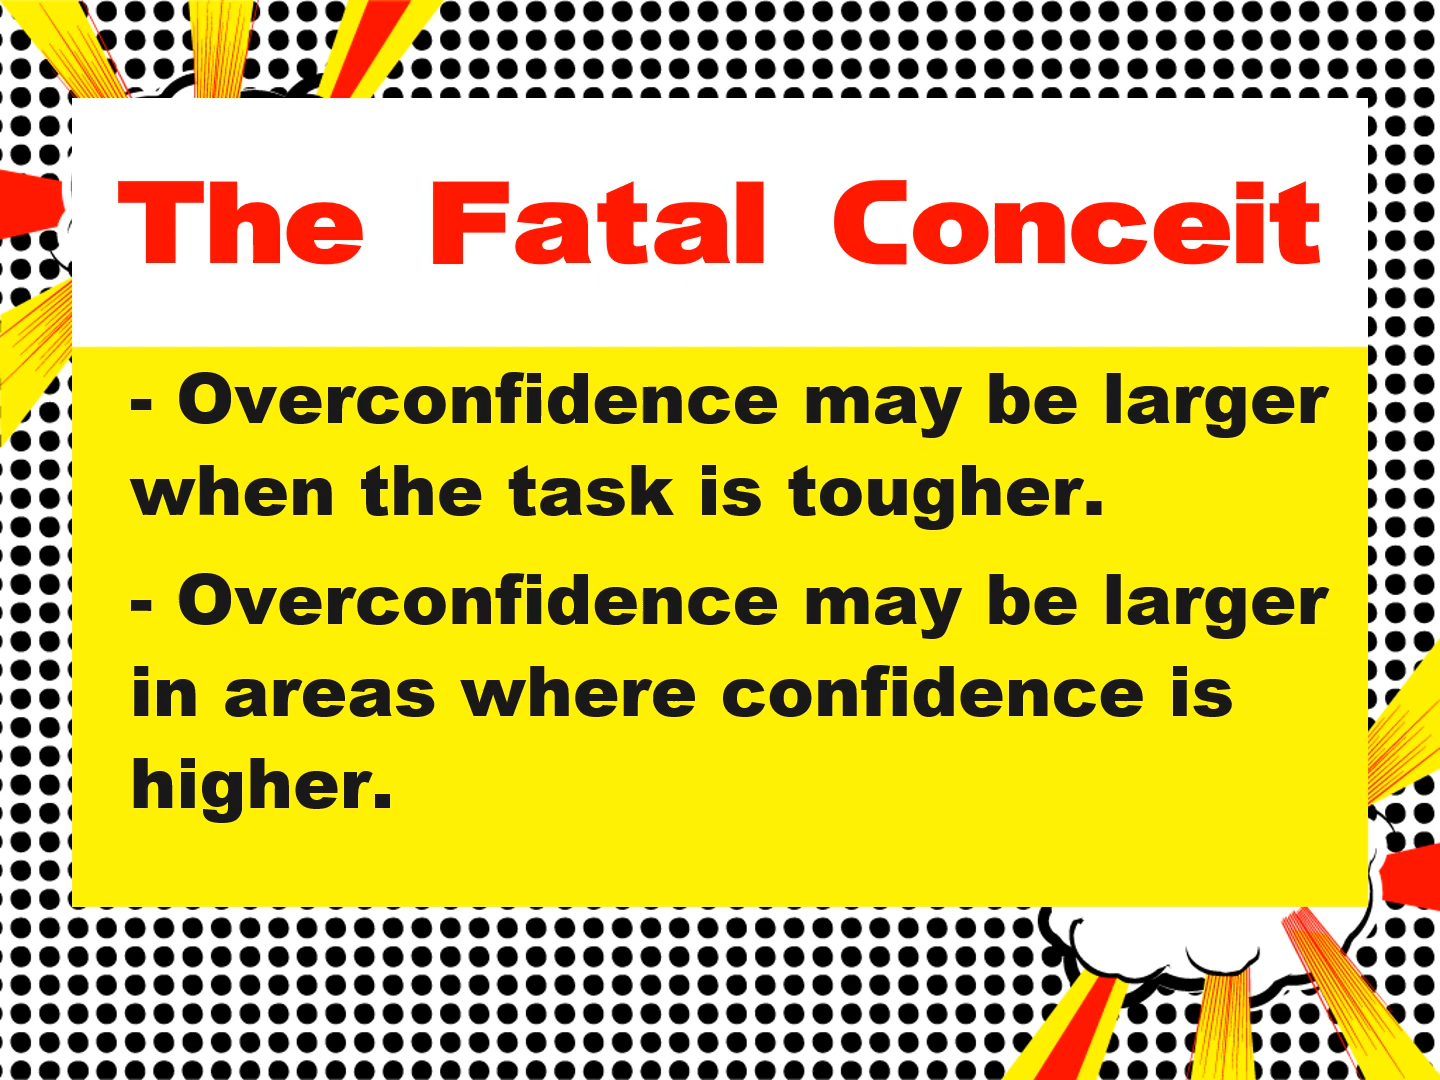 The Fatal Conceit
- Overconfidence may be larger
when the task is tougher.
- Overconfidence may be larger
in areas where confidence is
higher.